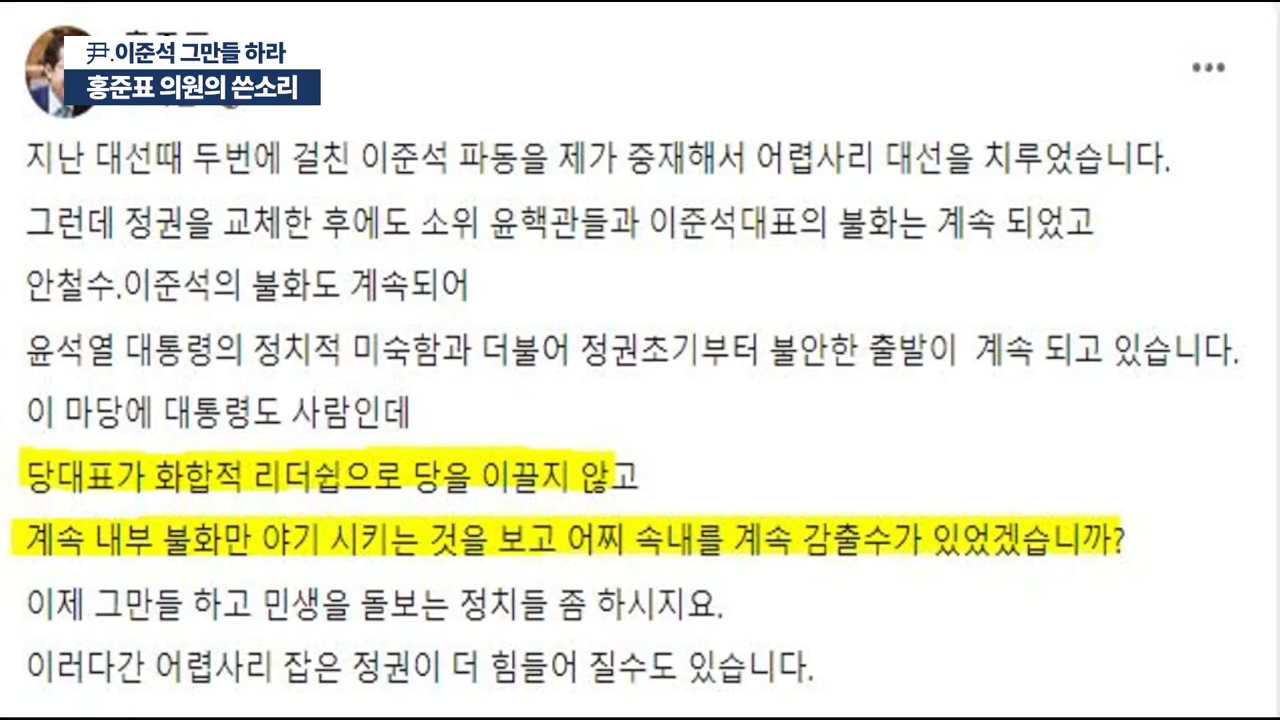 尹.이준석 그만들 하라
홍준표 의원의 쓴소리
지난 대선때 두번에 걸친 이준석 파동을 제가 중재해서 어렵사리 대선을 치루었습니다.
그런데 정권을 교체한 후에도 소위 윤핵관들과 이준석대표의 불화는 계속 되었고
안철수.이준석의 불화도 계속되어
윤석열 대통령의 정치적 미숙함과 더불어 정권초기부터 불안한 출발이 계속 되고 있습니다.
이 마당에 대통령도 사람인데
당대표가 화합적 리더쉽으로 당을 이끌지 않고
계속 내부 불화만 야기 시키는 것을 보고 어찌 속내를 계속 감출수가 있었겠습니까?
이제 그만들 하고 민생을 돌보는 정치들 좀 하시지요.
이러다간 어렵사리 잡은 정권이 더 힘들어 질수도 있습니다.